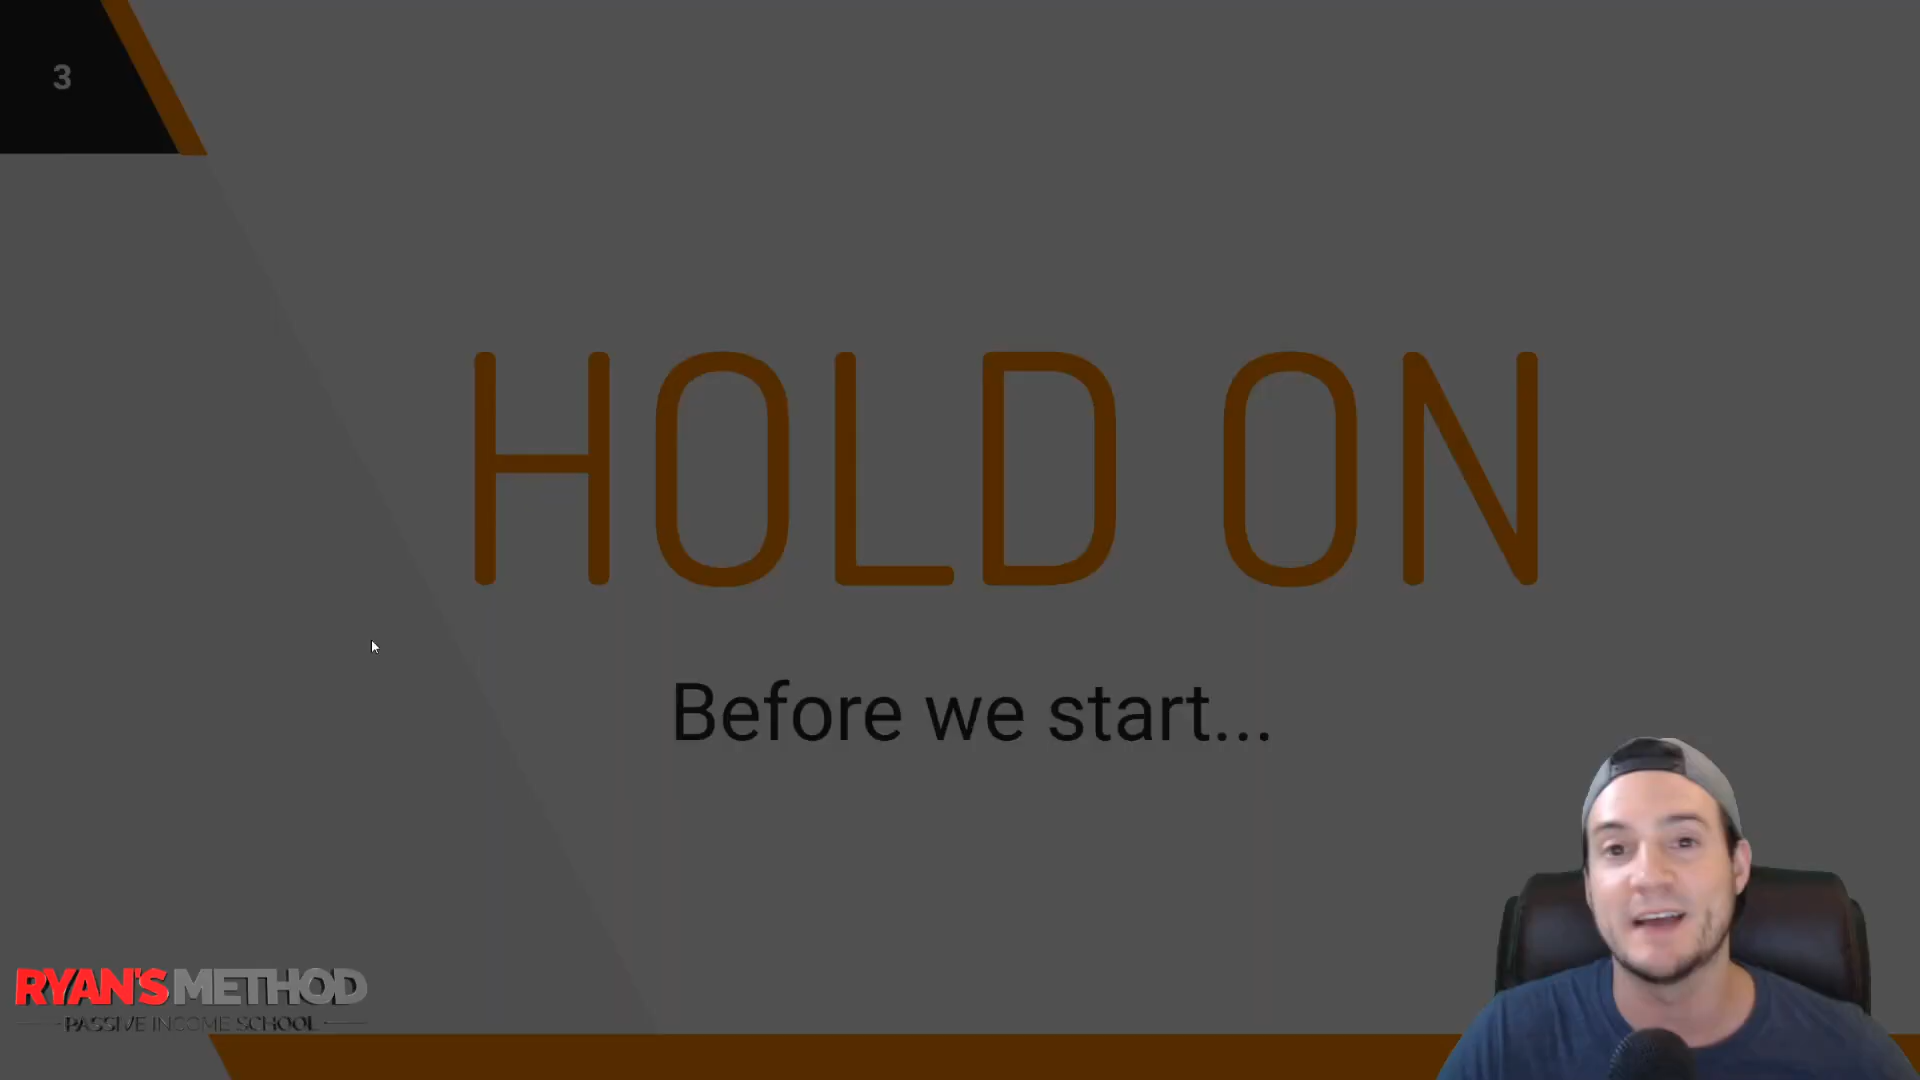 3
HOLD ON
Before we start...
RYAN'S METHOD
PASSIVE INCOME SCHOOL